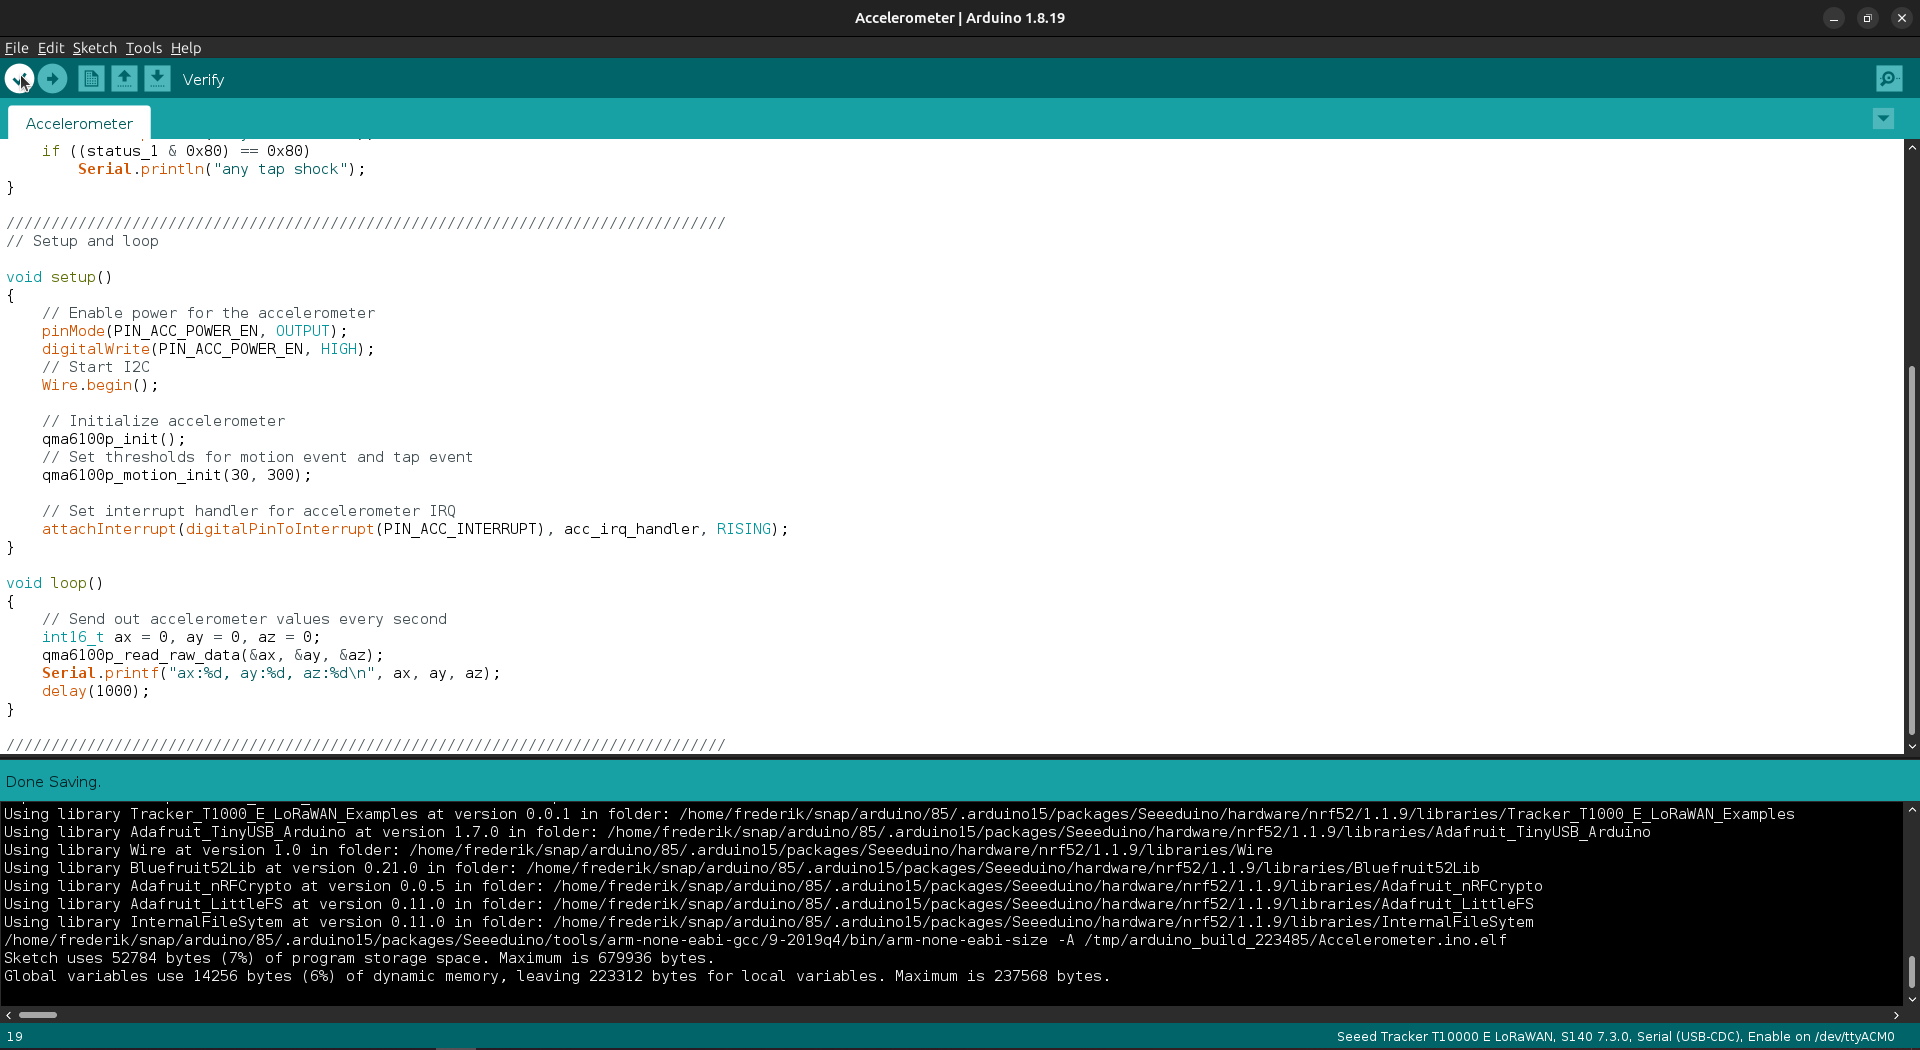 Accelerometer | Arduino 1.8.19
File Edit Sketch Tools Help
Verify
Accelerometer
    if ((status_1 & 0x80) == 0x80)
        Serial.println("any tap shock");
}
////////////////////////////////////////////////////////////////////////////////
// Setup and loop
void setup()
{
    // Enable power for the accelerometer
    pinMode(PIN_ACC_POWER_EN, OUTPUT);
    digitalWrite(PIN_ACC_POWER_EN, HIGH);
    // Start I2C
    Wire.begin();
    // Initialize accelerometer
    qma6100p_init();
    // Set thresholds for motion event and tap event
    qma6100p_motion_init(30, 300);
    // Set interrupt handler for accelerometer IRQ
    attachInterrupt(digitalPinToInterrupt(PIN_ACC_INTERRUPT), acc_irq_handler, RISING);
}
void loop()
{
    // Send out accelerometer values every second
    int16_t ax = 0, ay = 0, az = 0;
    qma6100p_read_raw_data(&ax, &ay, &az);
    Serial.printf("ax:%d, ay:%d, az:%d\n", ax, ay, az);
    delay(1000);
}
////////////////////////////////////////////////////////////////////////////////
Done Saving.
Using library Tracker_T1000_E_LoRaWAN_Examples at version 0.0.1 in folder: /home/frederik/snap/arduino/85/.arduino15/packages/Seeeduino/hardware/nrf52/1.1.9/libraries/Tracker_T1000_E_LoRaWAN_Examples
Using library Adafruit_TinyUSB_Arduino at version 1.7.0 in folder: /home/frederik/snap/arduino/85/.arduino15/packages/Seeeduino/hardware/nrf52/1.1.9/libraries/Adafruit_TinyUSB_Arduino
Using library Wire at version 1.0 in folder: /home/frederik/snap/arduino/85/.arduino15/packages/Seeeduino/hardware/nrf52/1.1.9/libraries/Wire
Using library Bluefruit52Lib at version 0.21.0 in folder: /home/frederik/snap/arduino/85/.arduino15/packages/Seeeduino/hardware/nrf52/1.1.9/libraries/Bluefruit52Lib
Using library Adafruit_nRFCrypto at version 0.0.5 in folder: /home/frederik/snap/arduino/85/.arduino15/packages/Seeeduino/hardware/nrf52/1.1.9/libraries/Adafruit_nRFCrypto
Using library Adafruit_LittleFS at version 0.11.0 in folder: /home/frederik/snap/arduino/85/.arduino15/packages/Seeeduino/hardware/nrf52/1.1.9/libraries/Adafruit_LittleFS
Using library InternalFileSytem at version 0.11.0 in folder: /home/frederik/snap/arduino/85/.arduino15/packages/Seeeduino/hardware/nrf52/1.1.9/libraries/InternalFileSytem
/home/frederik/snap/arduino/85/.arduino15/packages/Seeeduino/tools/arm-none-eabi-gcc/9-2019q4/bin/arm-none-eabi-size -A /tmp/arduino_build_223485/Accelerometer.ino.elf
Sketch uses 52784 bytes (7%) of program storage space. Maximum is 679936 bytes.
Global variables use 14256 bytes (6%) of dynamic memory, leaving 223312 bytes for local variables. Maximum is 237568 bytes.
19
Seeed Tracker T10000 E LoRaWAN, S140 7.3.0, Serial (USB-CDC), Enable on /dev/ttyACM0